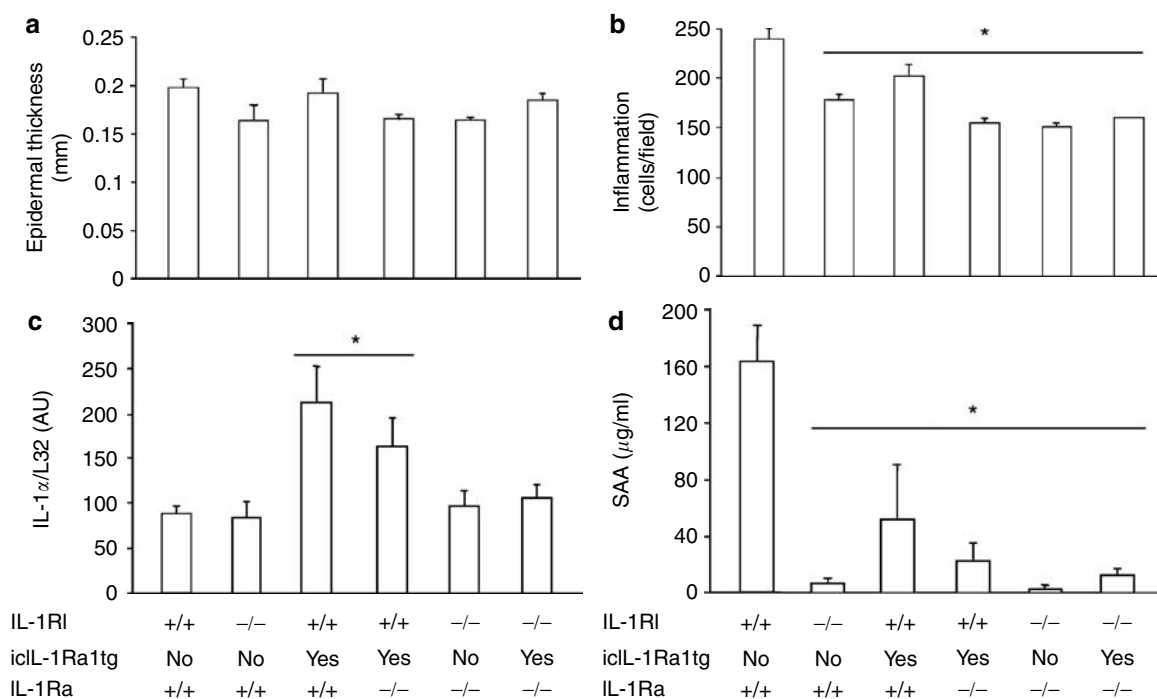 a
0.25
0.2
0.15
0.1
0.05
0
Epidermal thickness
(mm)
b
*
250
200
150
100
50
0
Inflammation
(cells/field)
c
*
300
250
200
150
100
50
0
IL-1α/L32 (AU)
d
*
200
160
120
80
40
0
SAA (μg/ml)
IL-1RI +/+ −/− +/+ +/+ −/− −/−
icIL-1Ra1tg No No Yes Yes No Yes
IL-1Ra +/+ +/+ +/+ −/− −/− −/−
IL-1RI +/+ −/− +/+ +/+ −/− −/−
icIL-1Ra1tg No No Yes Yes No Yes
IL-1Ra +/+ +/+ +/+ −/− −/− −/−